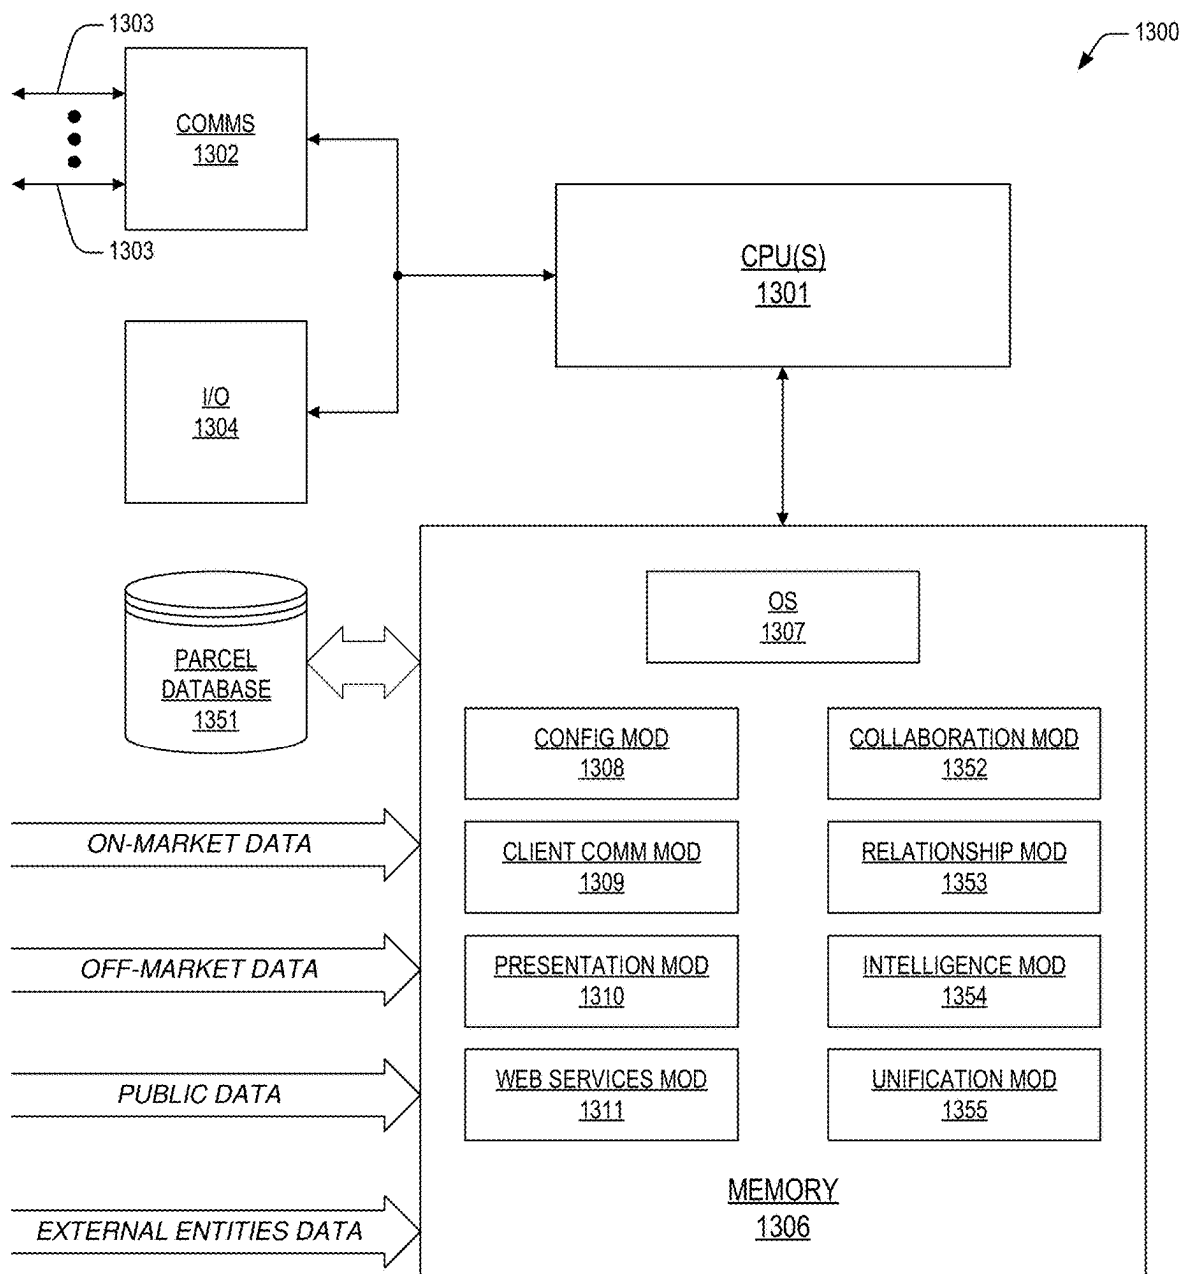 1303
1300
COMMS
1302
1303
CPU(S)
1301
I/O
1304
OS
1307
PARCEL
DATABASE
1351
CONFIG MOD
1308
COLLABORATION MOD
1352
ON-MARKET DATA
CLIENT COMM MOD
1309
RELATIONSHIP MOD
1353
OFF-MARKET DATA
PRESENTATION MOD
1310
INTELLIGENCE MOD
1354
PUBLIC DATA
WEB SERVICES MOD
1311
UNIFICATION MOD
1355
EXTERNAL ENTITIES DATA
MEMORY
1306